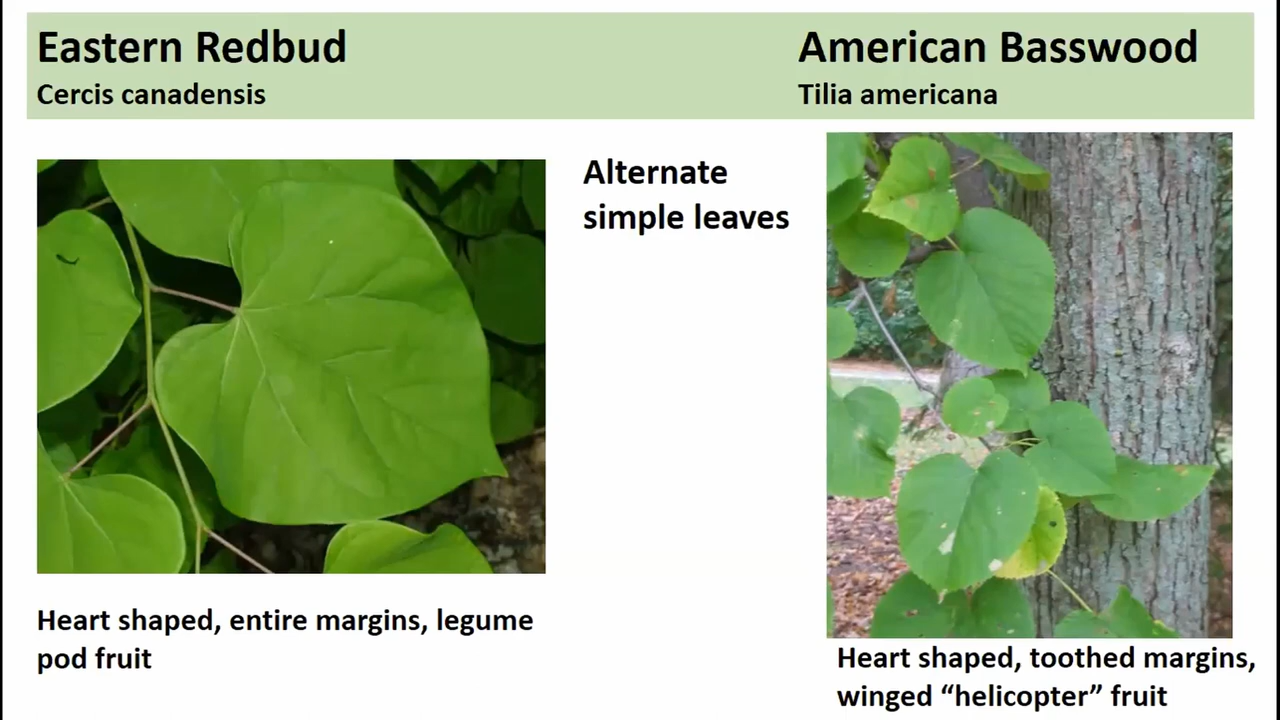 Eastern Redbud
Cercis canadensis
American Basswood
Tilia americana
Alternate
simple leaves
Heart shaped, entire margins, legume
pod fruit
Heart shaped, toothed margins,
winged “helicopter” fruit